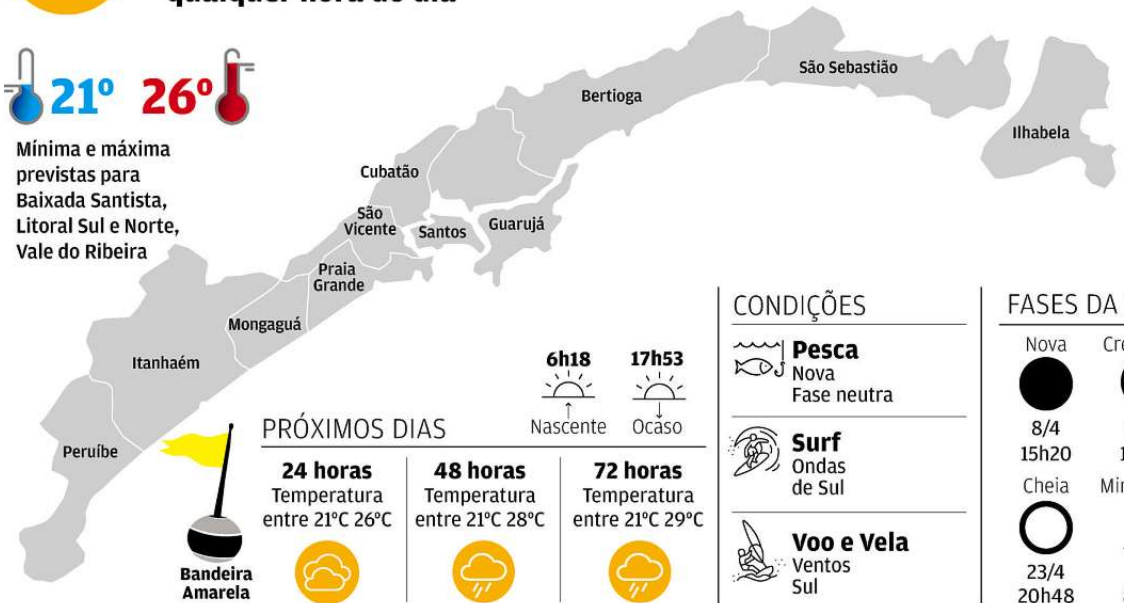 qualquer hora do dia
21º 26º
Mínima e máxima
previstas para
Baixada Santista,
Litoral Sul e Norte,
Vale do Ribeira
São Sebastião
Bertioga
Ilhabela
Cubatão
São
Vicente
Santos
Guarujá
Praia
Grande
Mongaguá
Itanhaém
Peruíbe
Bandeira
Amarela
6h18
Nascente
17h53
Ocaso
PRÓXIMOS DIAS
24 horas
Temperatura
entre 21ºC 26ºC
48 horas
Temperatura
entre 21ºC 28ºC
72 horas
Temperatura
entre 21ºC 29ºC
CONDIÇÕES
Pesca
Nova
Fase neutra
Surf
Ondas
de Sul
Voo e Vela
Ventos
Sul
FASES DA
Nova
8/4
15h20
Cheia
23/4
20h48